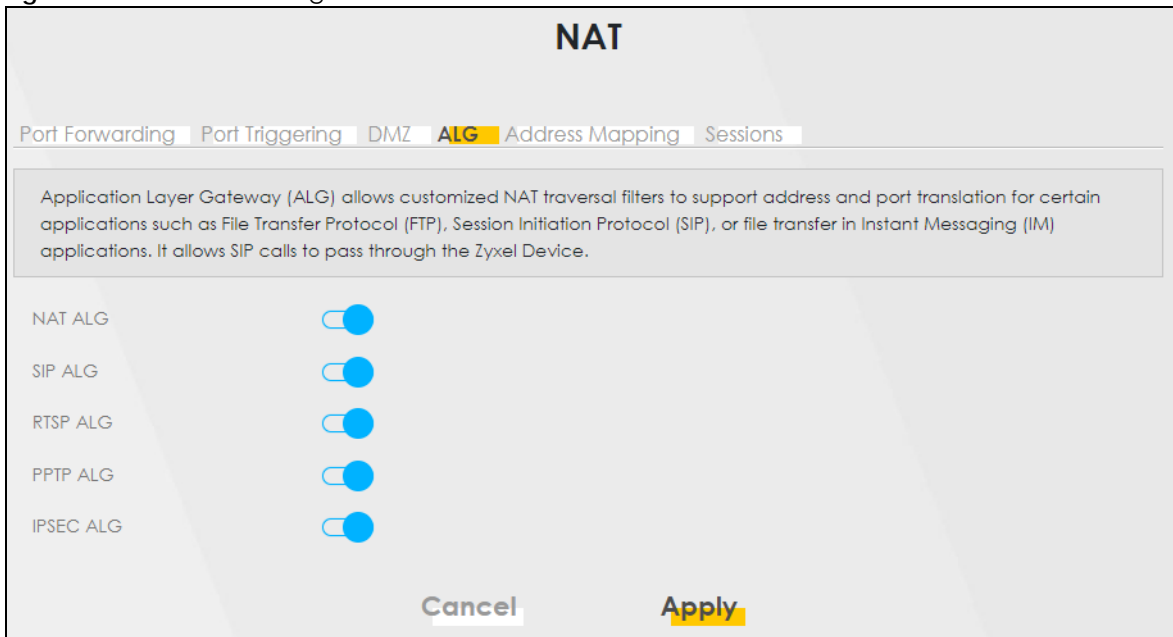 NAT
Port Forwarding Port Triggering DMZ ALG Address Mapping Sessions
Application Layer Gateway (ALG) allows customized NAT traversal filters to support address and port translation for certain
applications such as File Transfer Protocol (FTP), Session Initiation Protocol (SIP), or file transfer in Instant Messaging (IM)
applications. It allows SIP calls to pass through the Zyxel Device.
NAT ALG
SIP ALG
RTSP ALG
PPTP ALG
IPSEC ALG
Cancel Apply